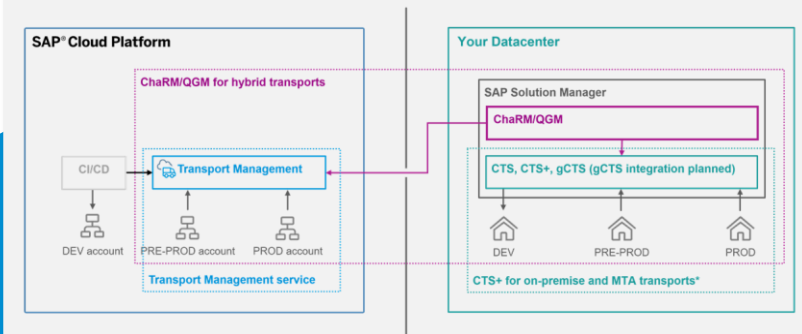 SAP® Cloud Platform
Your Datacenter
ChaRM/QGM for hybrid transports
SAP Solution Manager
ChaRM/QGM
CI/CD
Transport Management
CTS, CTS+, gCTS (gCTS integration planned)
DEV account
PRE-PROD account
PROD account
DEV
PRE-PROD
PROD
Transport Management service
CTS+ for on-premise and MTA transports*